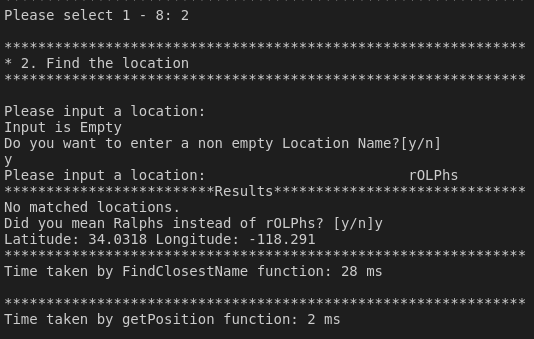 Please select 1 - 8: 2
**************************************************************
* 2. Find the location
**************************************************************
Please input a location:
Input is Empty
Do you want to enter a non empty Location Name?[y/n]
y
Please input a location:                        rOLPhs
*************************Results******************************
No matched locations.
Did you mean Ralphs instead of rOLPhs? [y/n]y
Latitude: 34.0318 Longitude: -118.291
**************************************************************
Time taken by FindClosestName function: 28 ms
**************************************************************
Time taken by getPosition function: 2 ms